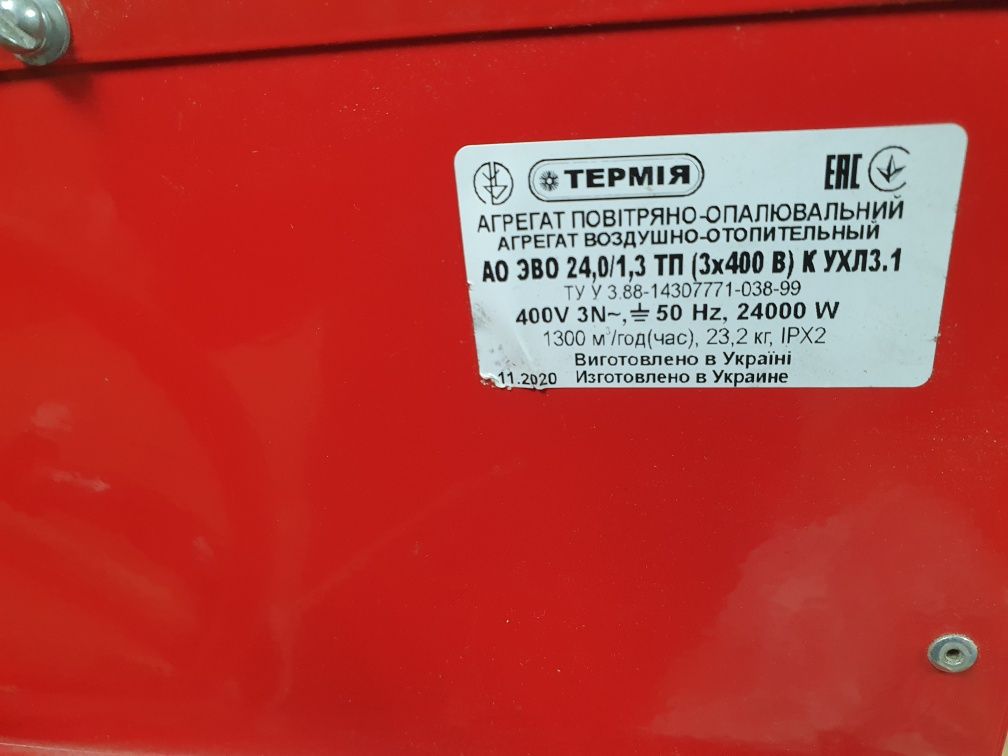 ТЕРМІЯ
EAC
АГРЕГАТ ПОВІТРЯНО-ОПАЛЮВАЛЬНИЙ
АГРЕГАТ ВОЗДУШНО-ОТОПИТЕЛЬНЫЙ
АО ЭВО 24,0/1,3 ТП (3х400 В) К УХЛ3.1
ТУ У 3.88-14307771-038-99
400V 3N~, ⏚ 50 Hz, 24000 W
1300 м³/год(час), 23,2 кг, IPX2
Виготовлено в Україні
11.2020 Изготовлено в Украине